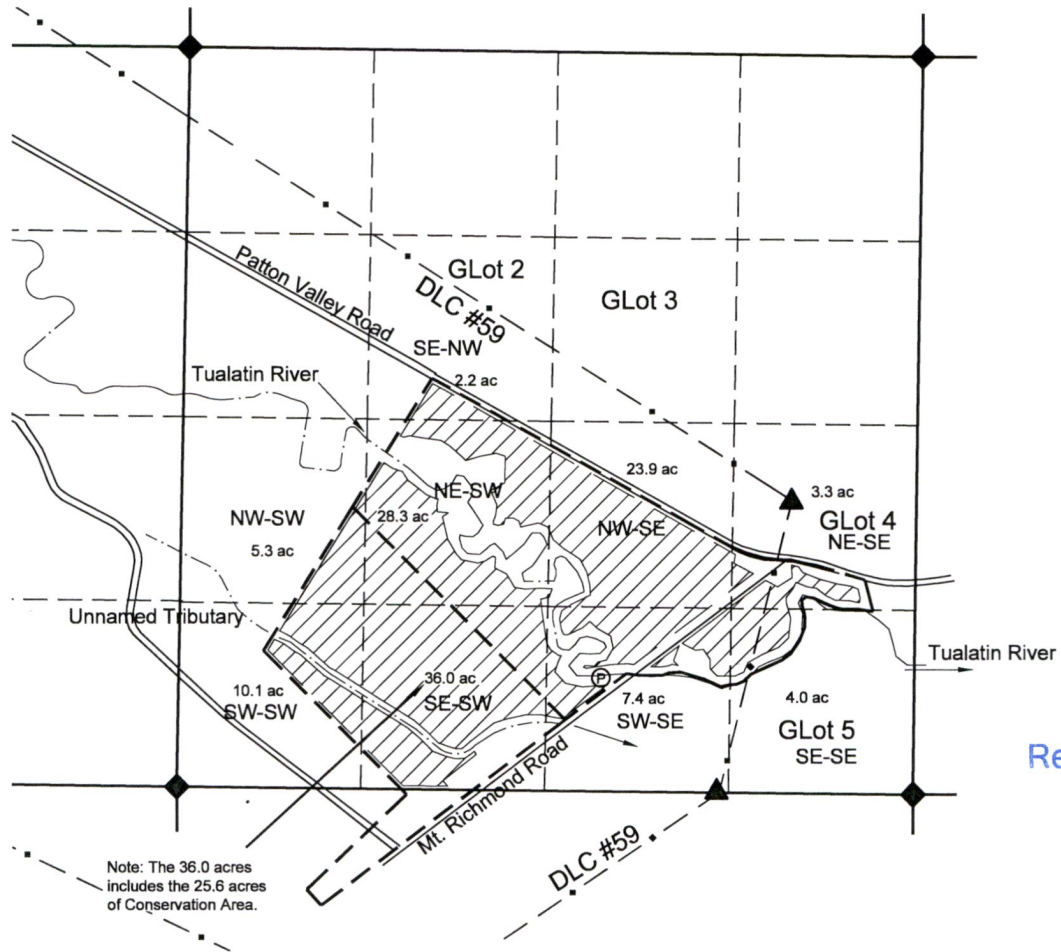 GLot 2
GLot 3
DLC #59
Patton Valley Road
SE-NW
2.2 ac
Tualatin River
23.9 ac
3.3 ac
GLot 4
NE-SE
NE-SW
NW-SW
28.3 ac
NW-SE
5.3 ac
Unnamed Tributary
Tualatin River
P
36.0 ac
SE-SW
10.1 ac
SW-SW
7.4 ac
SW-SE
4.0 ac
GLot 5
SE-SE
Re
Mt. Richmond Road
DLC #59
Note: The 36.0 acres
includes the 25.6 acres
of Conservation Area.